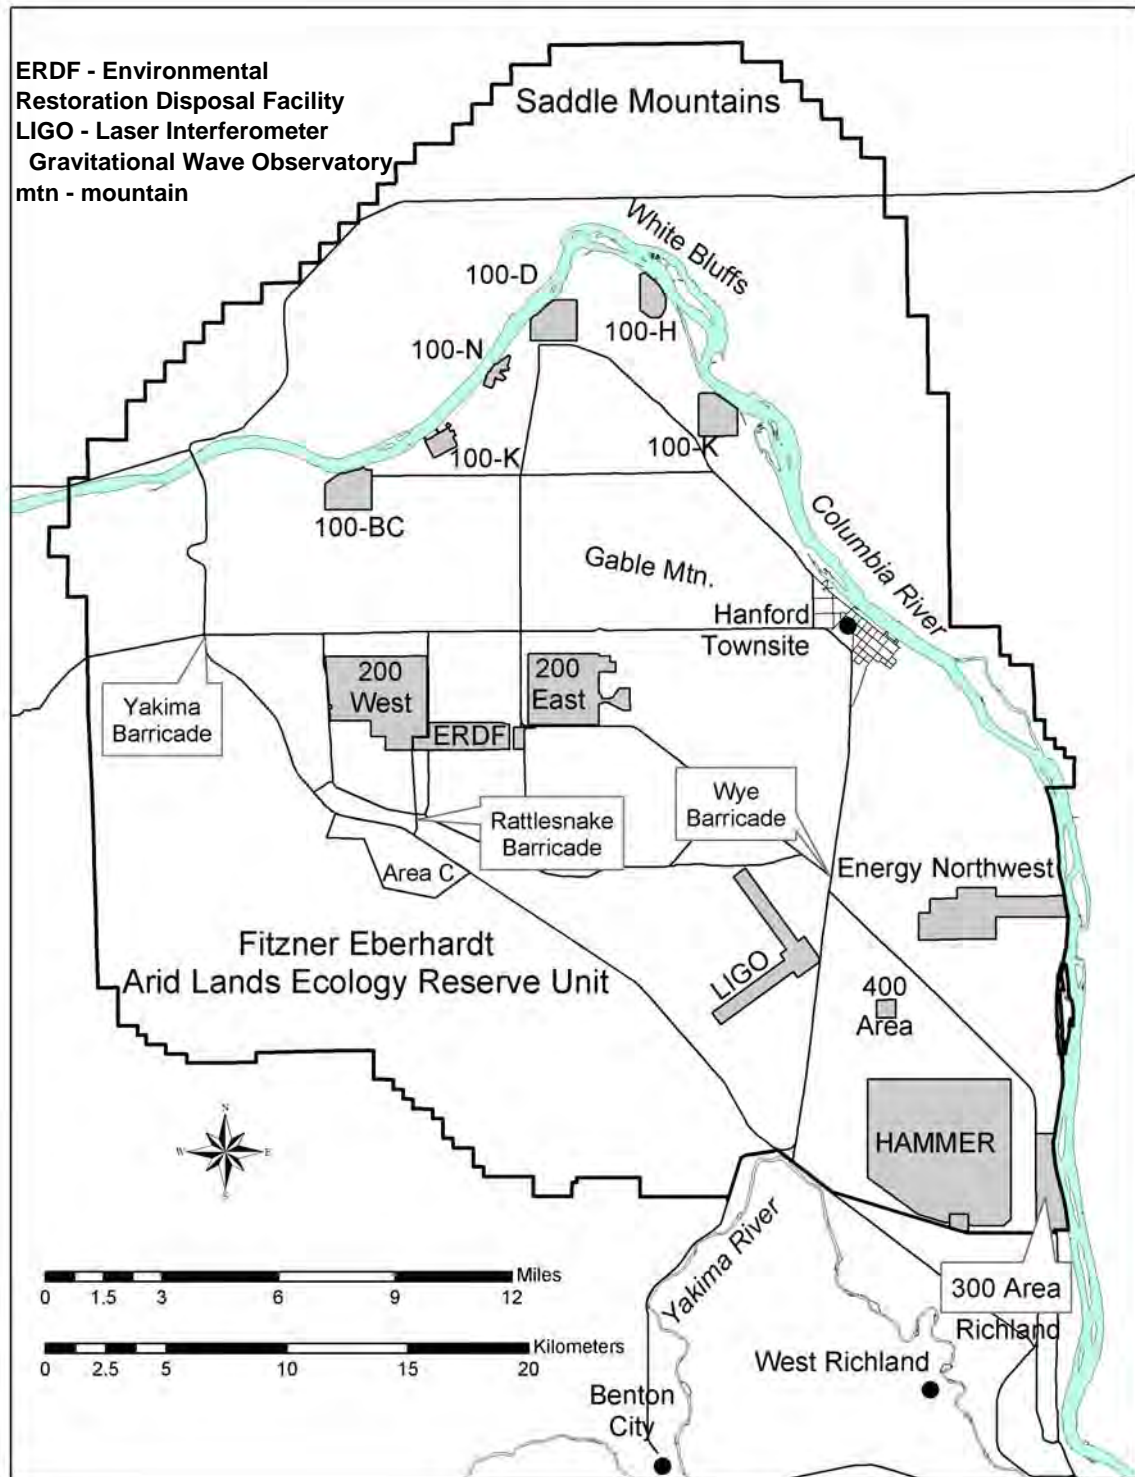 ERDF - Environmental
Restoration Disposal Facility
LIGO - Laser Interferometer
Gravitational Wave Observatory
mtn - mountain
Saddle Mountains
White Bluffs
100-D
100-H
100-N
100-K
100-K
100-BC
Columbia River
Gable Mtn.
Hanford
Townsite
200
West
200
East
ERDF
Yakima
Barricade
Rattlesnake
Barricade
Wye
Barricade
Area C
Energy Northwest
Fitzner Eberhardt
Arid Lands Ecology Reserve Unit
LIGO
400
Area
HAMMER
N
W
E
S
Yakima River
300 Area
Richland
West Richland
Benton
City
Miles
0 1.5 3 6 9 12
Kilometers
0 2.5 5 10 15 20